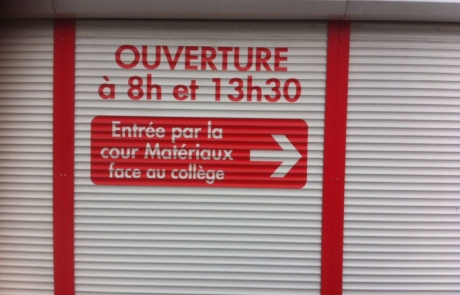 OUVERTURE
à 8h et 13h30
Entrée par la
cour Matériaux
face au collège